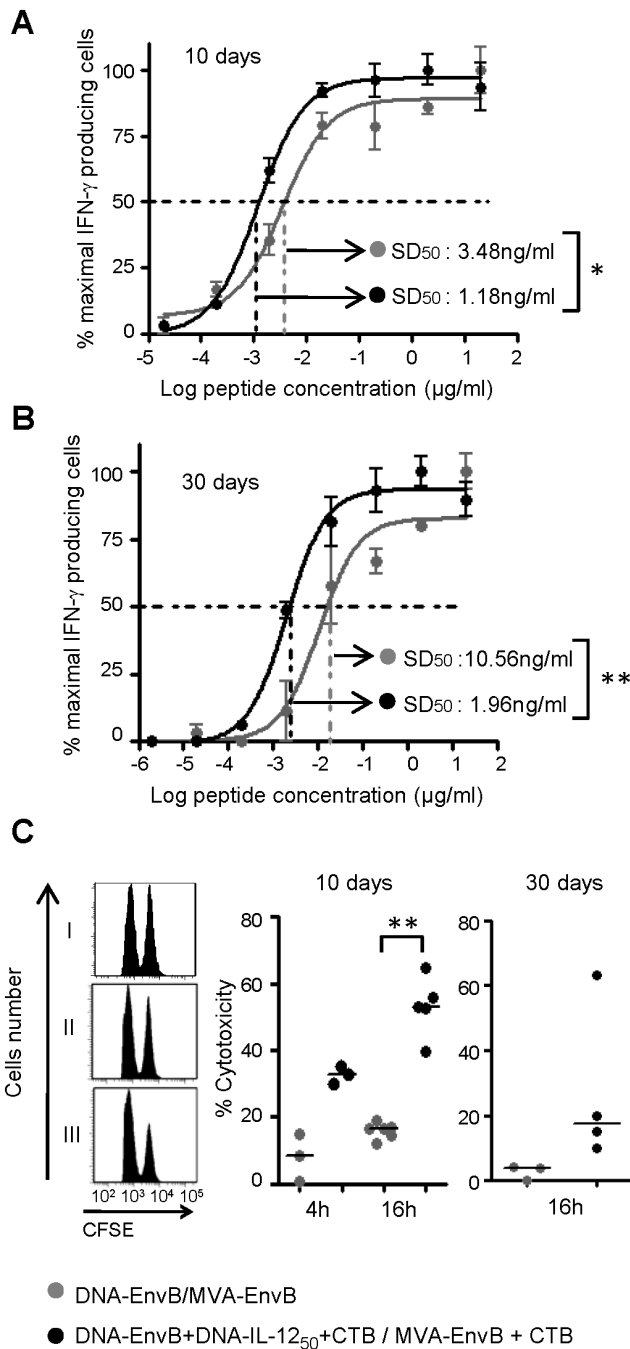 A
10 days
% maximal IFN-γ producing cells
100
75
50
25
0
SD50 : 3.48ng/ml
SD50 : 1.18ng/ml
*
-5 -4 -3 -2 -1 0 1 2
Log peptide concentration (µg/ml)
B
30 days
% maximal IFN-γ producing cells
100
75
50
25
0
SD50 :10.56ng/ml
SD50 : 1.96ng/ml
**
-6 -5 -4 -3 -2 -1 0 1 2
Log peptide concentration (µg/ml)
C
Cells number
I
II
III
10² 10³ 10⁴ 10⁵
CFSE
10 days
% Cytotoxicity
80
60
40
20
0
**
4h 16h
30 days
80
60
40
20
0
16h
DNA-EnvB/MVA-EnvB
DNA-EnvB+DNA-IL-12₅₀+CTB / MVA-EnvB + CTB